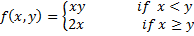 f(x,y) = { xy if x < y
2x if x ≥ y